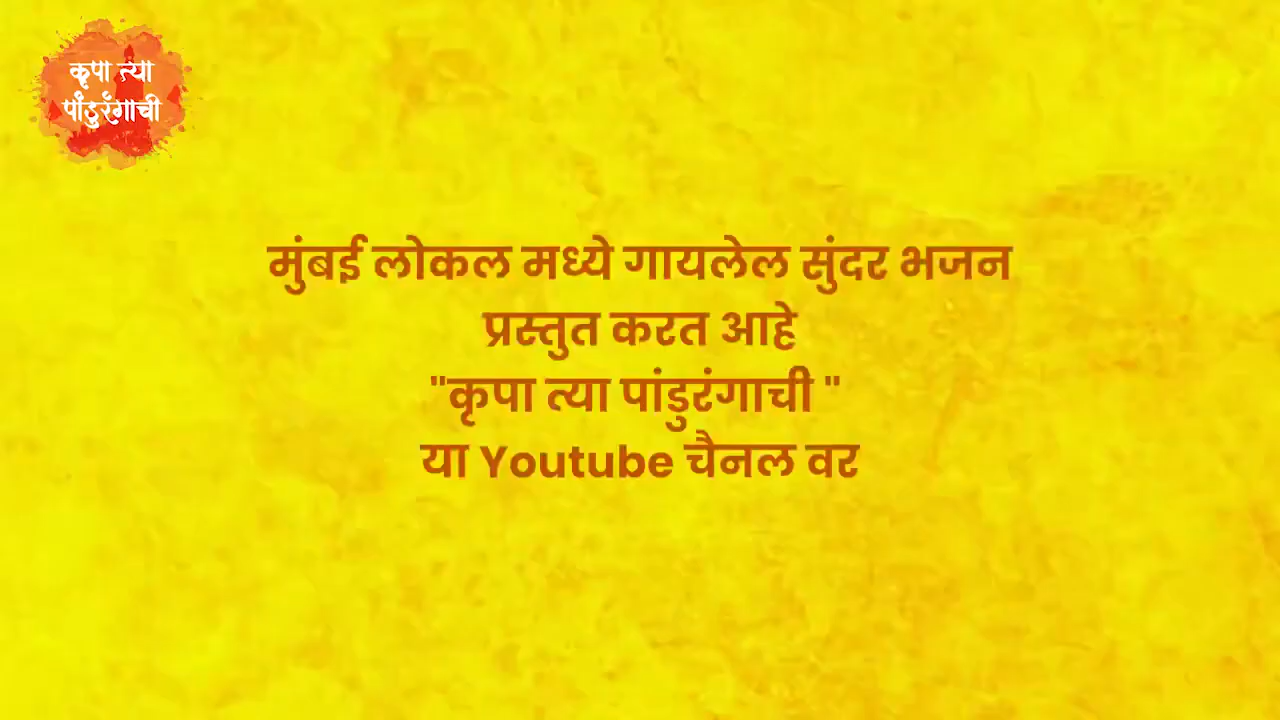 कृपा त्या
पांडुरंगाची
मुंबई लोकल मध्ये गायलेल सुंदर भजन
प्रस्तुत करत आहे
"कृपा त्या पांडुरंगाची "
या Youtube चैनल वर